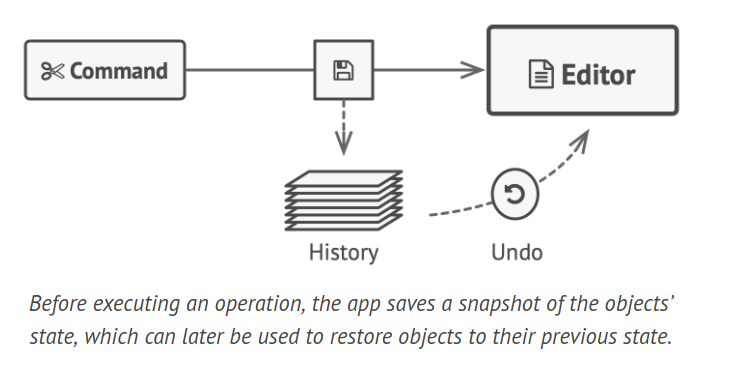 Command
Editor
History
Undo
Before executing an operation, the app saves a snapshot of the objects’
state, which can later be used to restore objects to their previous state.